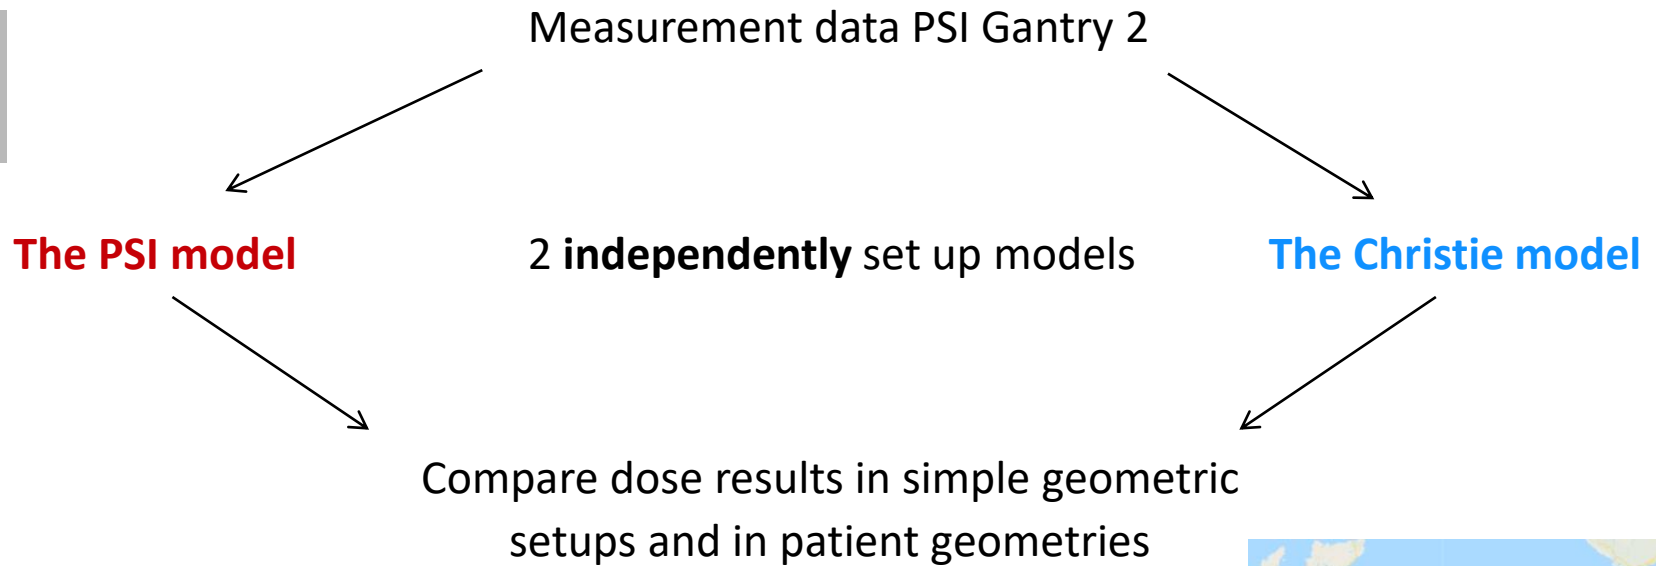 Measurement data PSI Gantry 2
The PSI model
2 independently set up models
The Christie model
Compare dose results in simple geometric
setups and in patient geometries